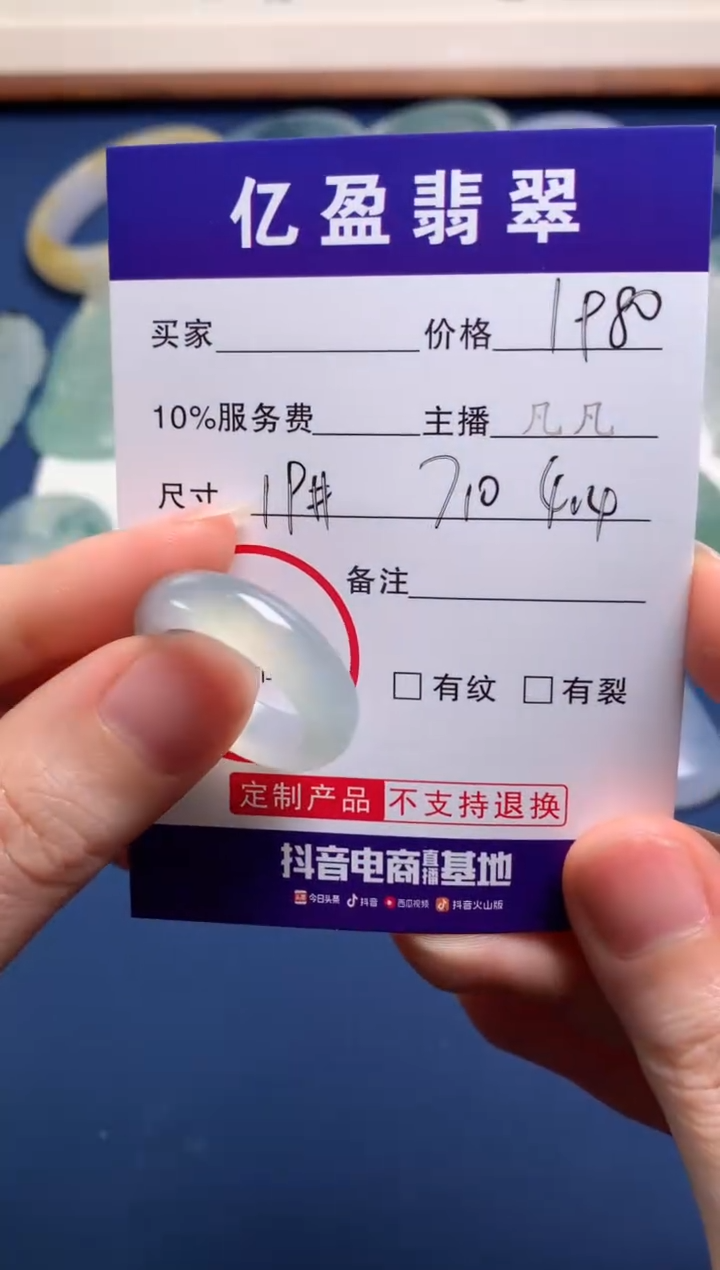 亿盈翡翠
买家 价格 1980
10%服务费 主播 凡凡
尺寸 19# 7.0 4.4
备注
有纹 有裂
定制产品 不支持退换
抖音电商直播基地
今日头条 抖音 西瓜视频 抖音火山版